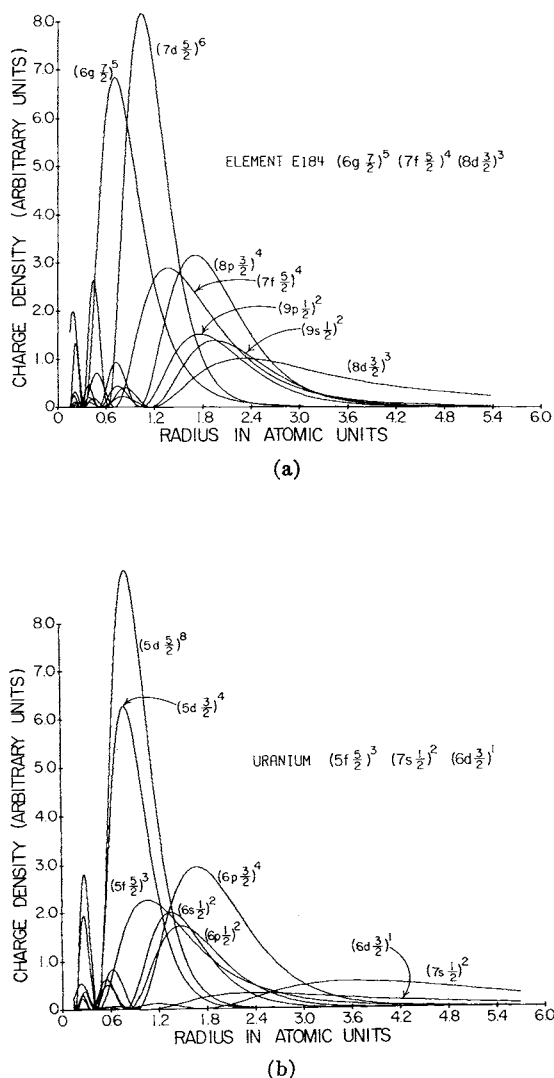 CHARGE DENSITY (ARBITRARY UNITS)
8.0
7.0
6.0
5.0
4.0
3.0
2.0
1.0
0
(6g 7/2)^5
(7d 5/2)^6
ELEMENT E184 (6g 7/2)^5 (7f 5/2)^4 (8d 3/2)^3
(8p 3/2)^4
(7f 5/2)^4
(9p 1/2)^2
(9s 1/2)^2
(8d 3/2)^3
0 0.6 1.2 1.8 2.4 3.0 3.6 4.2 4.8 5.4 6.0
RADIUS IN ATOMIC UNITS
(a)
CHARGE DENSITY (ARBITRARY UNITS)
8.0
7.0
6.0
5.0
4.0
3.0
2.0
1.0
0
(5d 5/2)^8
(5d 3/2)^4
URANIUM (5f 5/2)^3 (7s 1/2)^2 (6d 3/2)^1
(5f 5/2)^3
(6s 1/2)^2
(6p 1/2)^2
(6p 3/2)^4
(6d 3/2)^1
(7s 1/2)^2
0 0.6 1.2 1.8 2.4 3.0 3.6 4.2 4.8 5.4 6.0
RADIUS IN ATOMIC UNITS
(b)